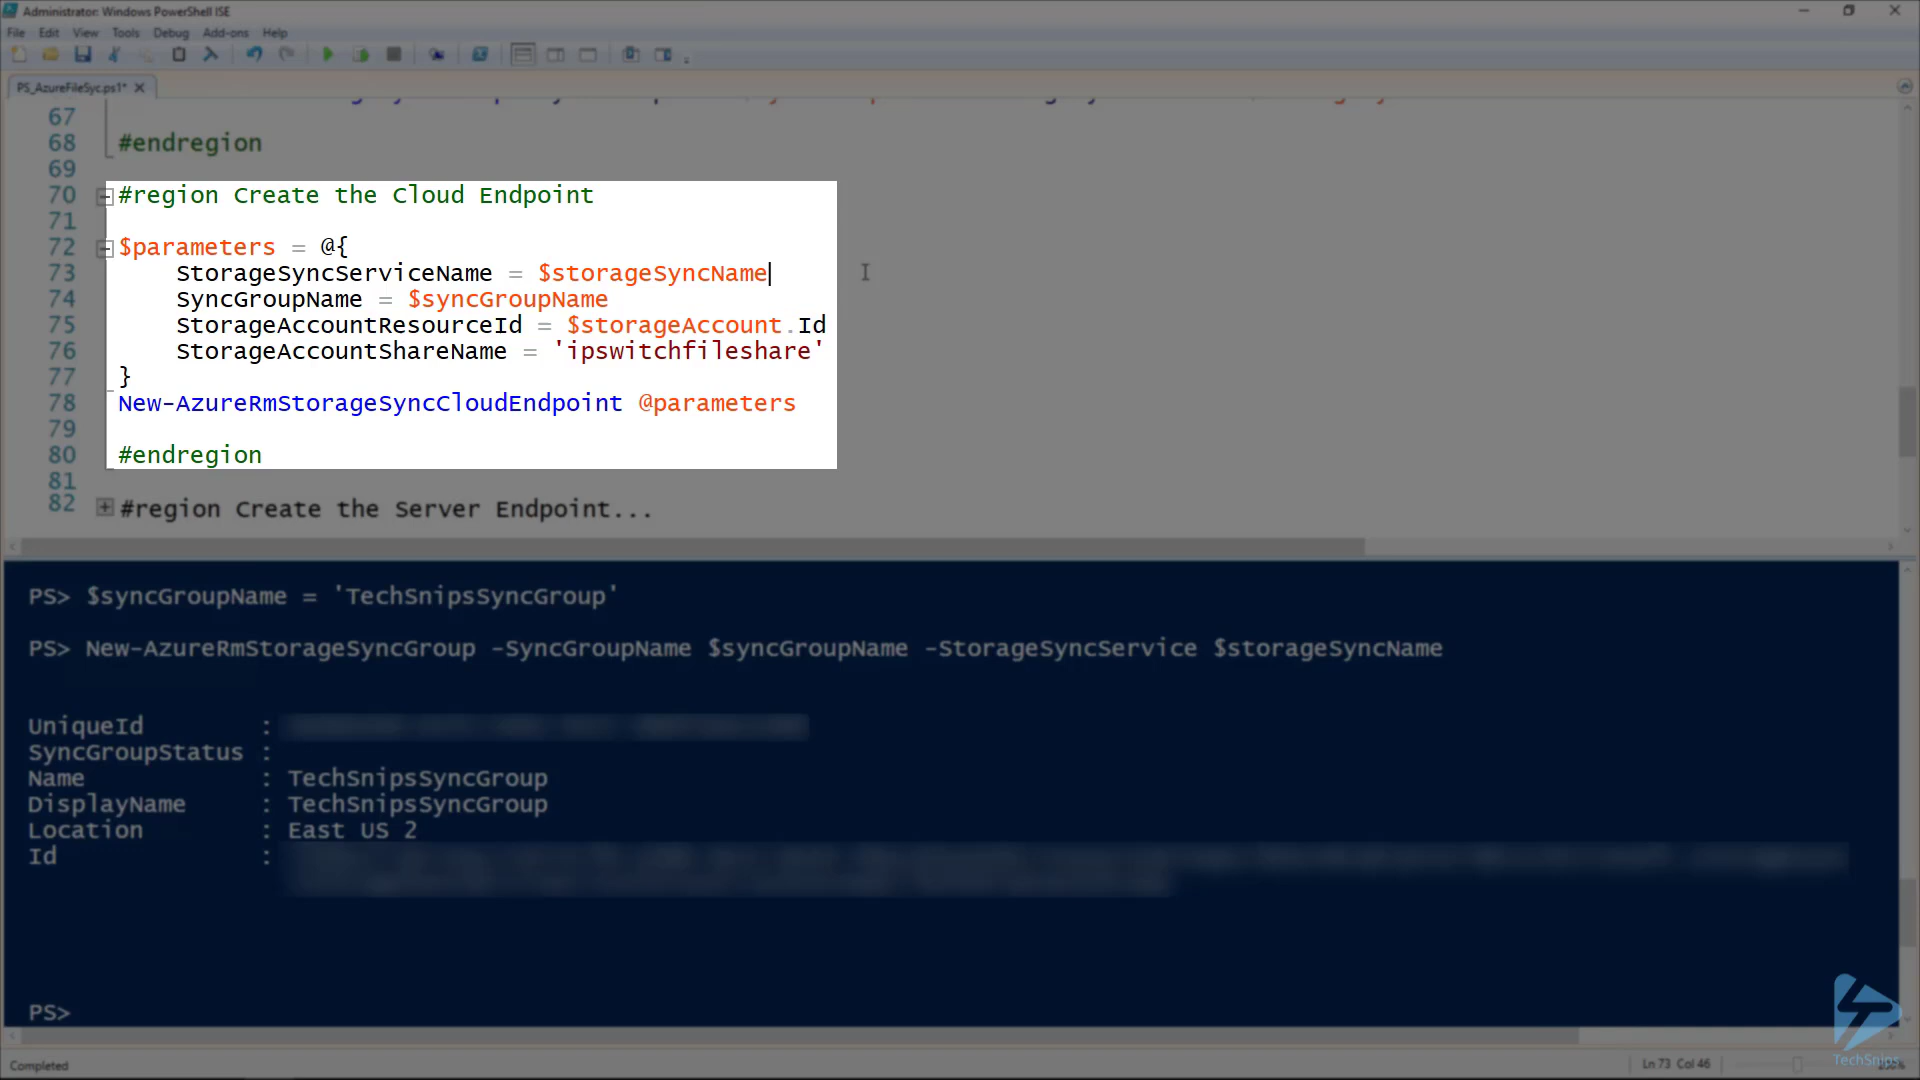 Administrator: Windows PowerShell ISE
File Edit View Tools Debug Add-ons Help
PS_AzureFileSyc.ps1*
67
68 #endregion
69
70 #region Create the Cloud Endpoint
71
72 $parameters = @{
73 StorageSyncServiceName = $storageSyncName
74 SyncGroupName = $syncGroupName
75 StorageAccountResourceId = $storageAccount.Id
76 StorageAccountShareName = 'ipswitchfileshare'
77 }
78 New-AzureRmStorageSyncCloudEndpoint @parameters
79
80 #endregion
81
82 #region Create the Server Endpoint...
PS> $syncGroupName = 'TechSnipsSyncGroup'
PS> New-AzureRmStorageSyncGroup -SyncGroupName $syncGroupName -StorageSyncService $storageSyncName
UniqueId :
SyncGroupStatus :
Name : TechSnipsSyncGroup
DisplayName : TechSnipsSyncGroup
Location : East US 2
Id :
PS>
TechSnips
Completed
Ln 73 Col 46